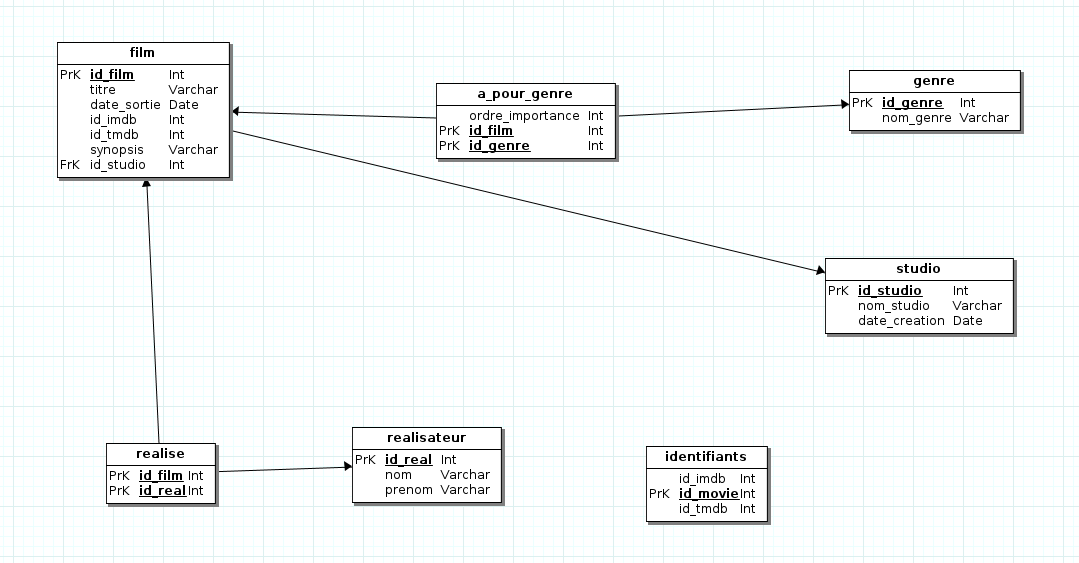 film
PrK id_film Int
titre Varchar
date_sortie Date
id_imdb Int
id_tmdb Int
synopsis Varchar
FrK id_studio Int
a_pour_genre
ordre_importance Int
PrK id_film Int
PrK id_genre Int
genre
PrK id_genre Int
nom_genre Varchar
studio
PrK id_studio Int
nom_studio Varchar
date_creation Date
realise
PrK id_film Int
PrK id_real Int
realisateur
PrK id_real Int
nom Varchar
prenom Varchar
identifiants
id_imdb Int
PrK id_movie Int
id_tmdb Int